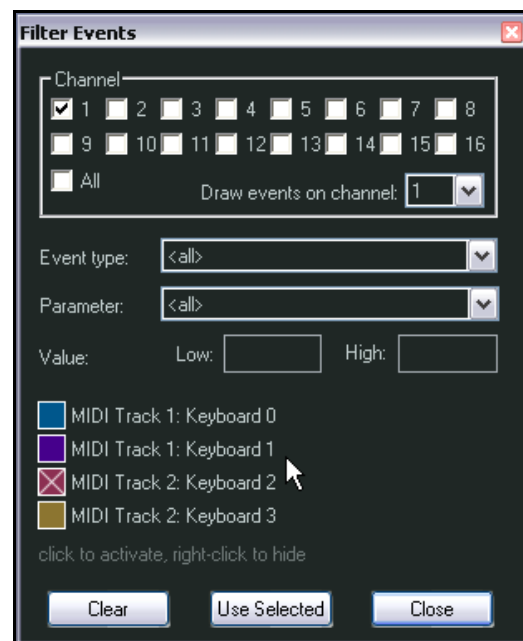 Filter Events
Channel
1 2 3 4 5 6 7 8
9 10 11 12 13 14 15 16
All Draw events on channel: 1
Event type: <all>
Parameter: <all>
Value: Low: High:
MIDI Track 1: Keyboard 0
MIDI Track 1: Keyboard 1
MIDI Track 2: Keyboard 2
MIDI Track 2: Keyboard 3
click to activate, right-click to hide
Clear Use Selected Close